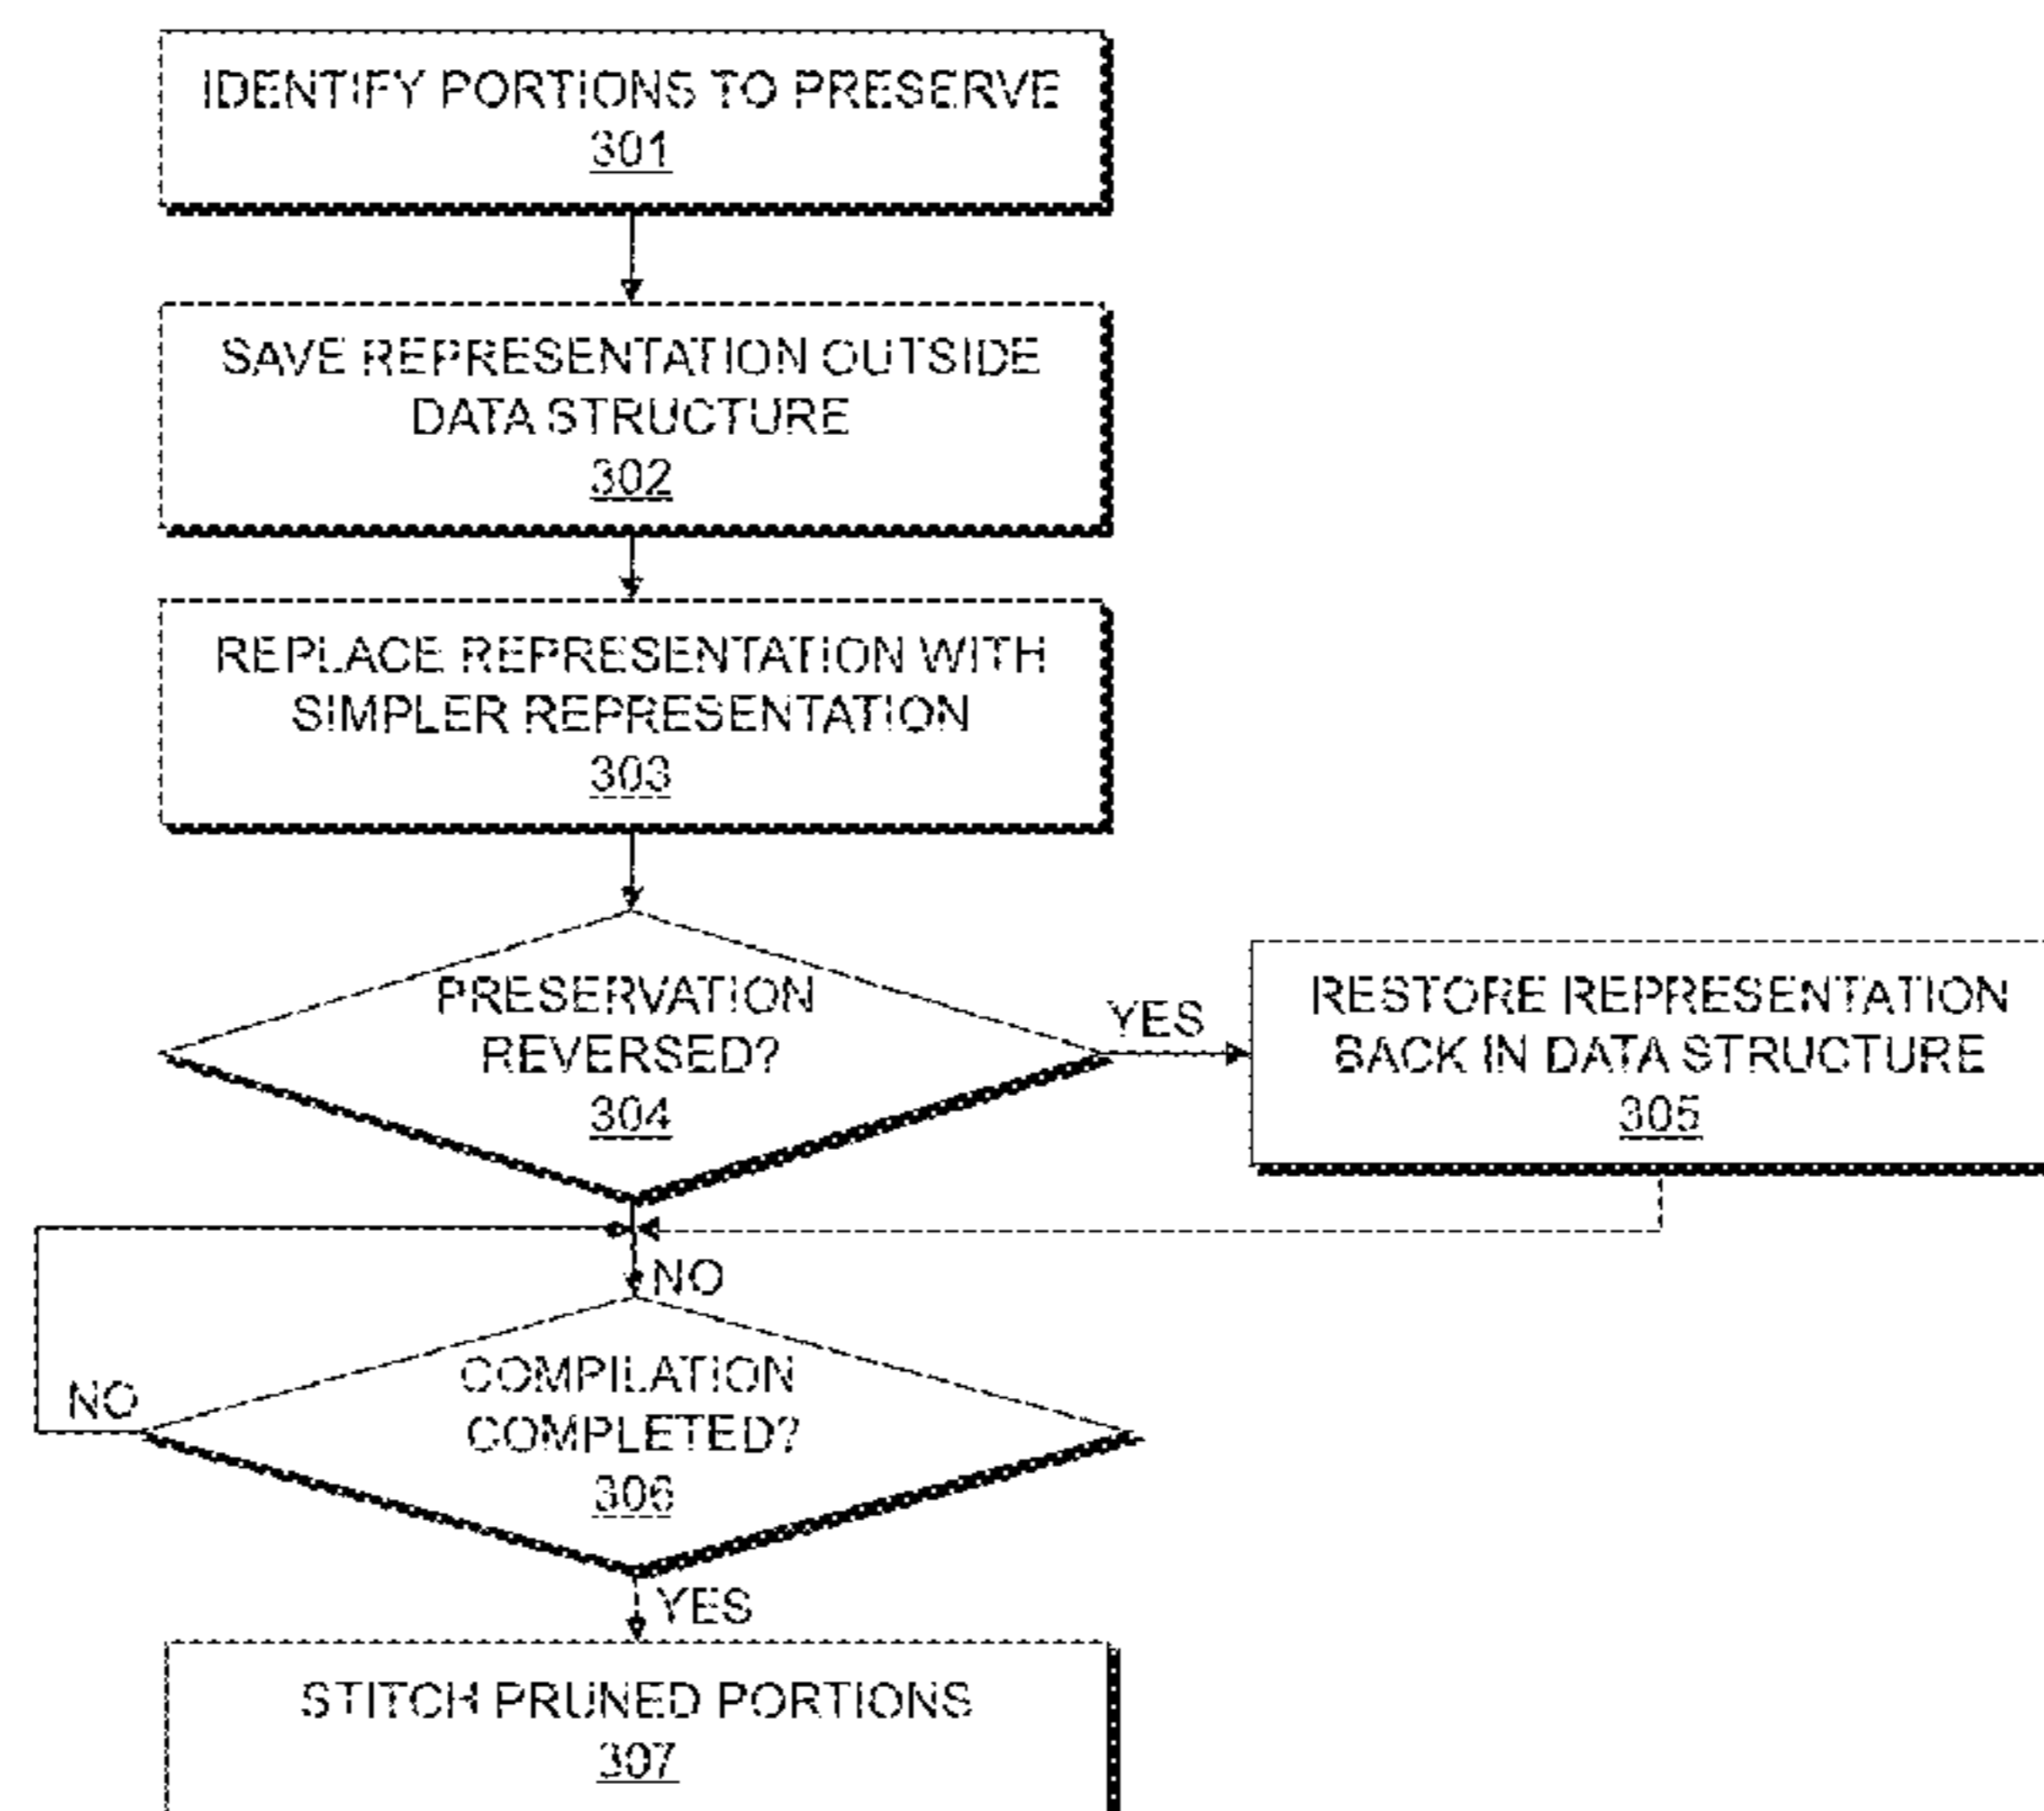 IDENTIFY PORTIONS TO PRESERVE
301
SAVE REPRESENTATION OUTSIDE
DATA STRUCTURE
302
REPLACE REPRESENTATION WITH
SIMPLER REPRESENTATION
303
PRESERVATION
REVERSED?
304
YES
RESTORE REPRESENTATION
BACK IN DATA STRUCTURE
305
NO
COMPILATION
COMPLETED?
306
NO
YES
STITCH PRUNED PORTIONS
307